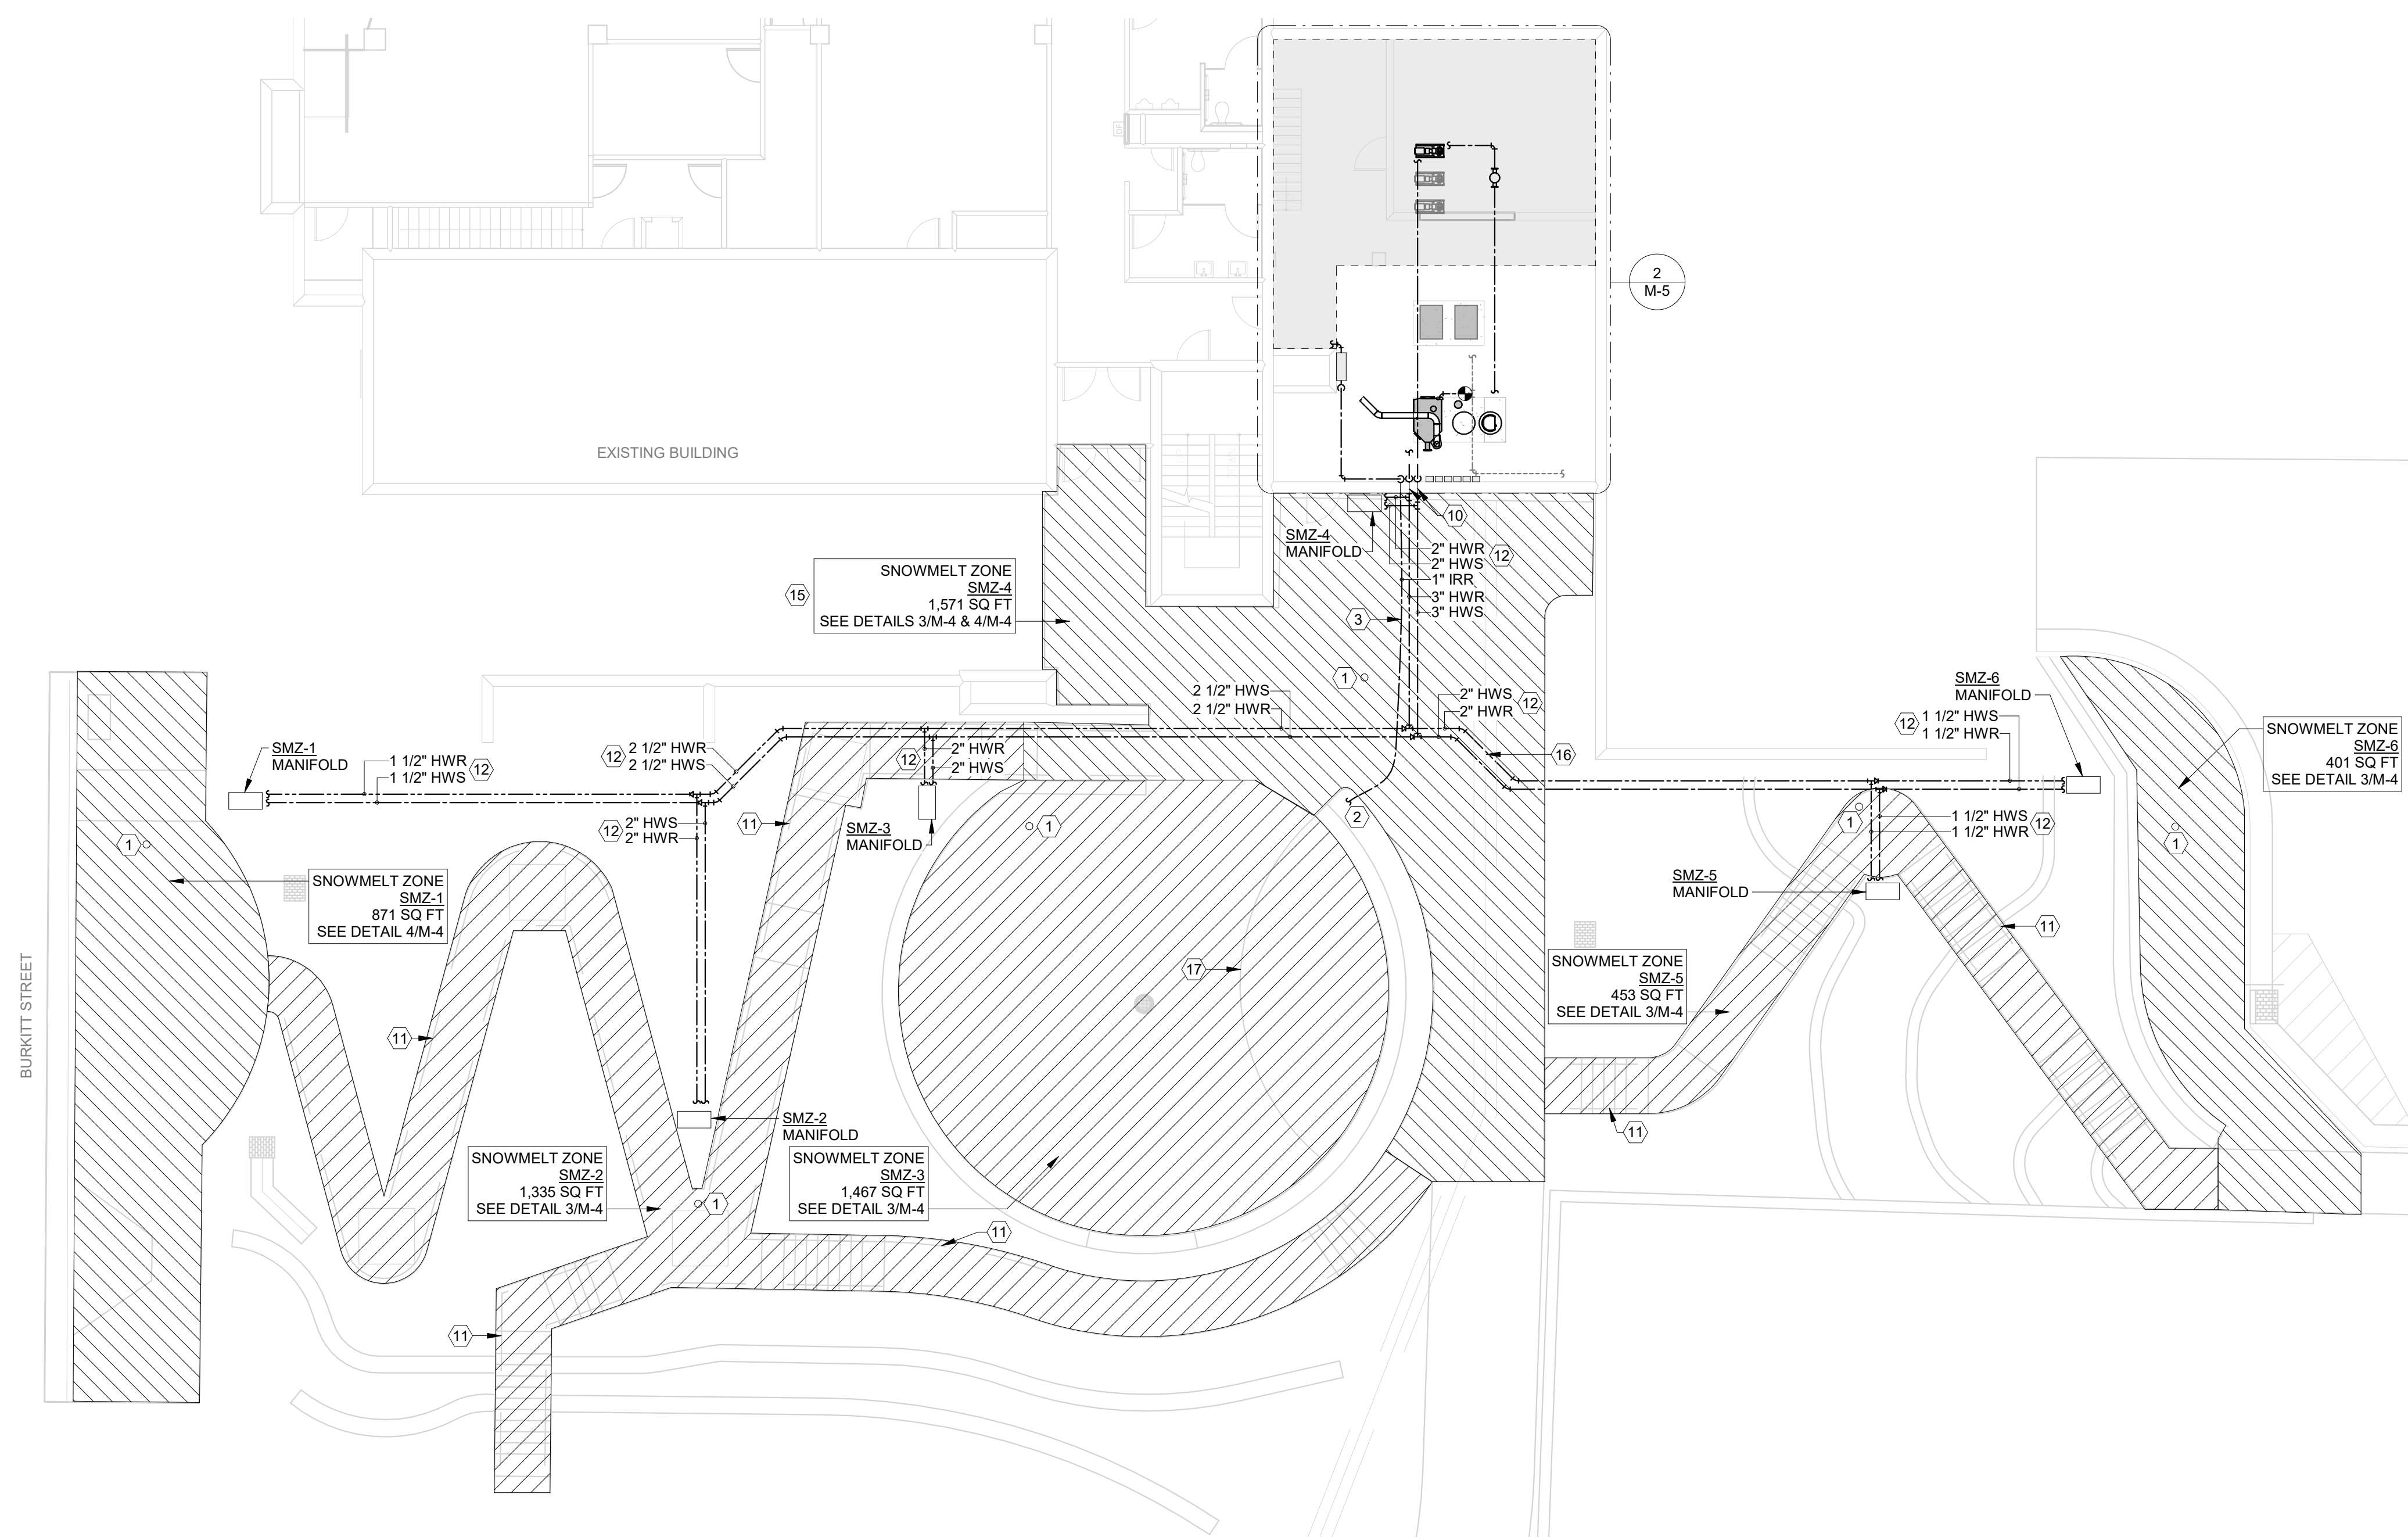 2
M-5
EXISTING BUILDING
10
SMZ-4
MANIFOLD
2" HWR
12
2" HWS
1" IRR
3" HWR
3" HWS
3
15
SNOWMELT ZONE
SMZ-4
1,571 SQ FT
SEE DETAILS 3/M-4 & 4/M-4
1
2 1/2" HWS
2 1/2" HWR
2" HWS
12
2" HWR
16
SMZ-6
MANIFOLD
12
1 1/2" HWS
1 1/2" HWR
SNOWMELT ZONE
SMZ-6
401 SQ FT
SEE DETAIL 3/M-4
SMZ-1
MANIFOLD
1 1/2" HWR
1 1/2" HWS
12
12
2 1/2" HWR
2 1/2" HWS
12
2" HWR
2" HWS
12
2" HWS
2" HWR
11
SMZ-3
MANIFOLD
1
2
1
1 1/2" HWS
1 1/2" HWR
12
1
1
SNOWMELT ZONE
SMZ-1
871 SQ FT
SEE DETAIL 4/M-4
SMZ-5
MANIFOLD
11
17
SNOWMELT ZONE
SMZ-5
453 SQ FT
SEE DETAIL 3/M-4
BURKITT STREET
11
11
SMZ-2
MANIFOLD
SNOWMELT ZONE
SMZ-2
1,335 SQ FT
SEE DETAIL 3/M-4
1
SNOWMELT ZONE
SMZ-3
1,467 SQ FT
SEE DETAIL 3/M-4
11
11